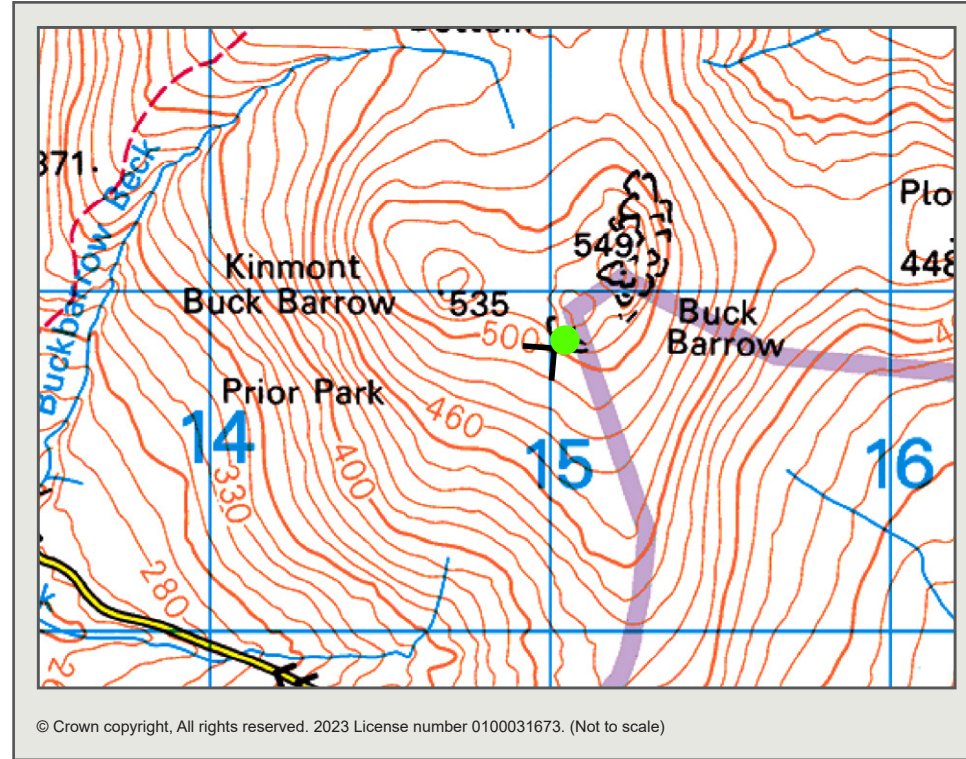 371.
Buckbarrow Beck
Kinmont
Buck Barrow
.535
549
Plo
448
Buck
Barrow
500
Prior Park
460
14
15
16
400
330
280
© Crown copyright, All rights reserved. 2023 License number 0100031673. (Not to scale)